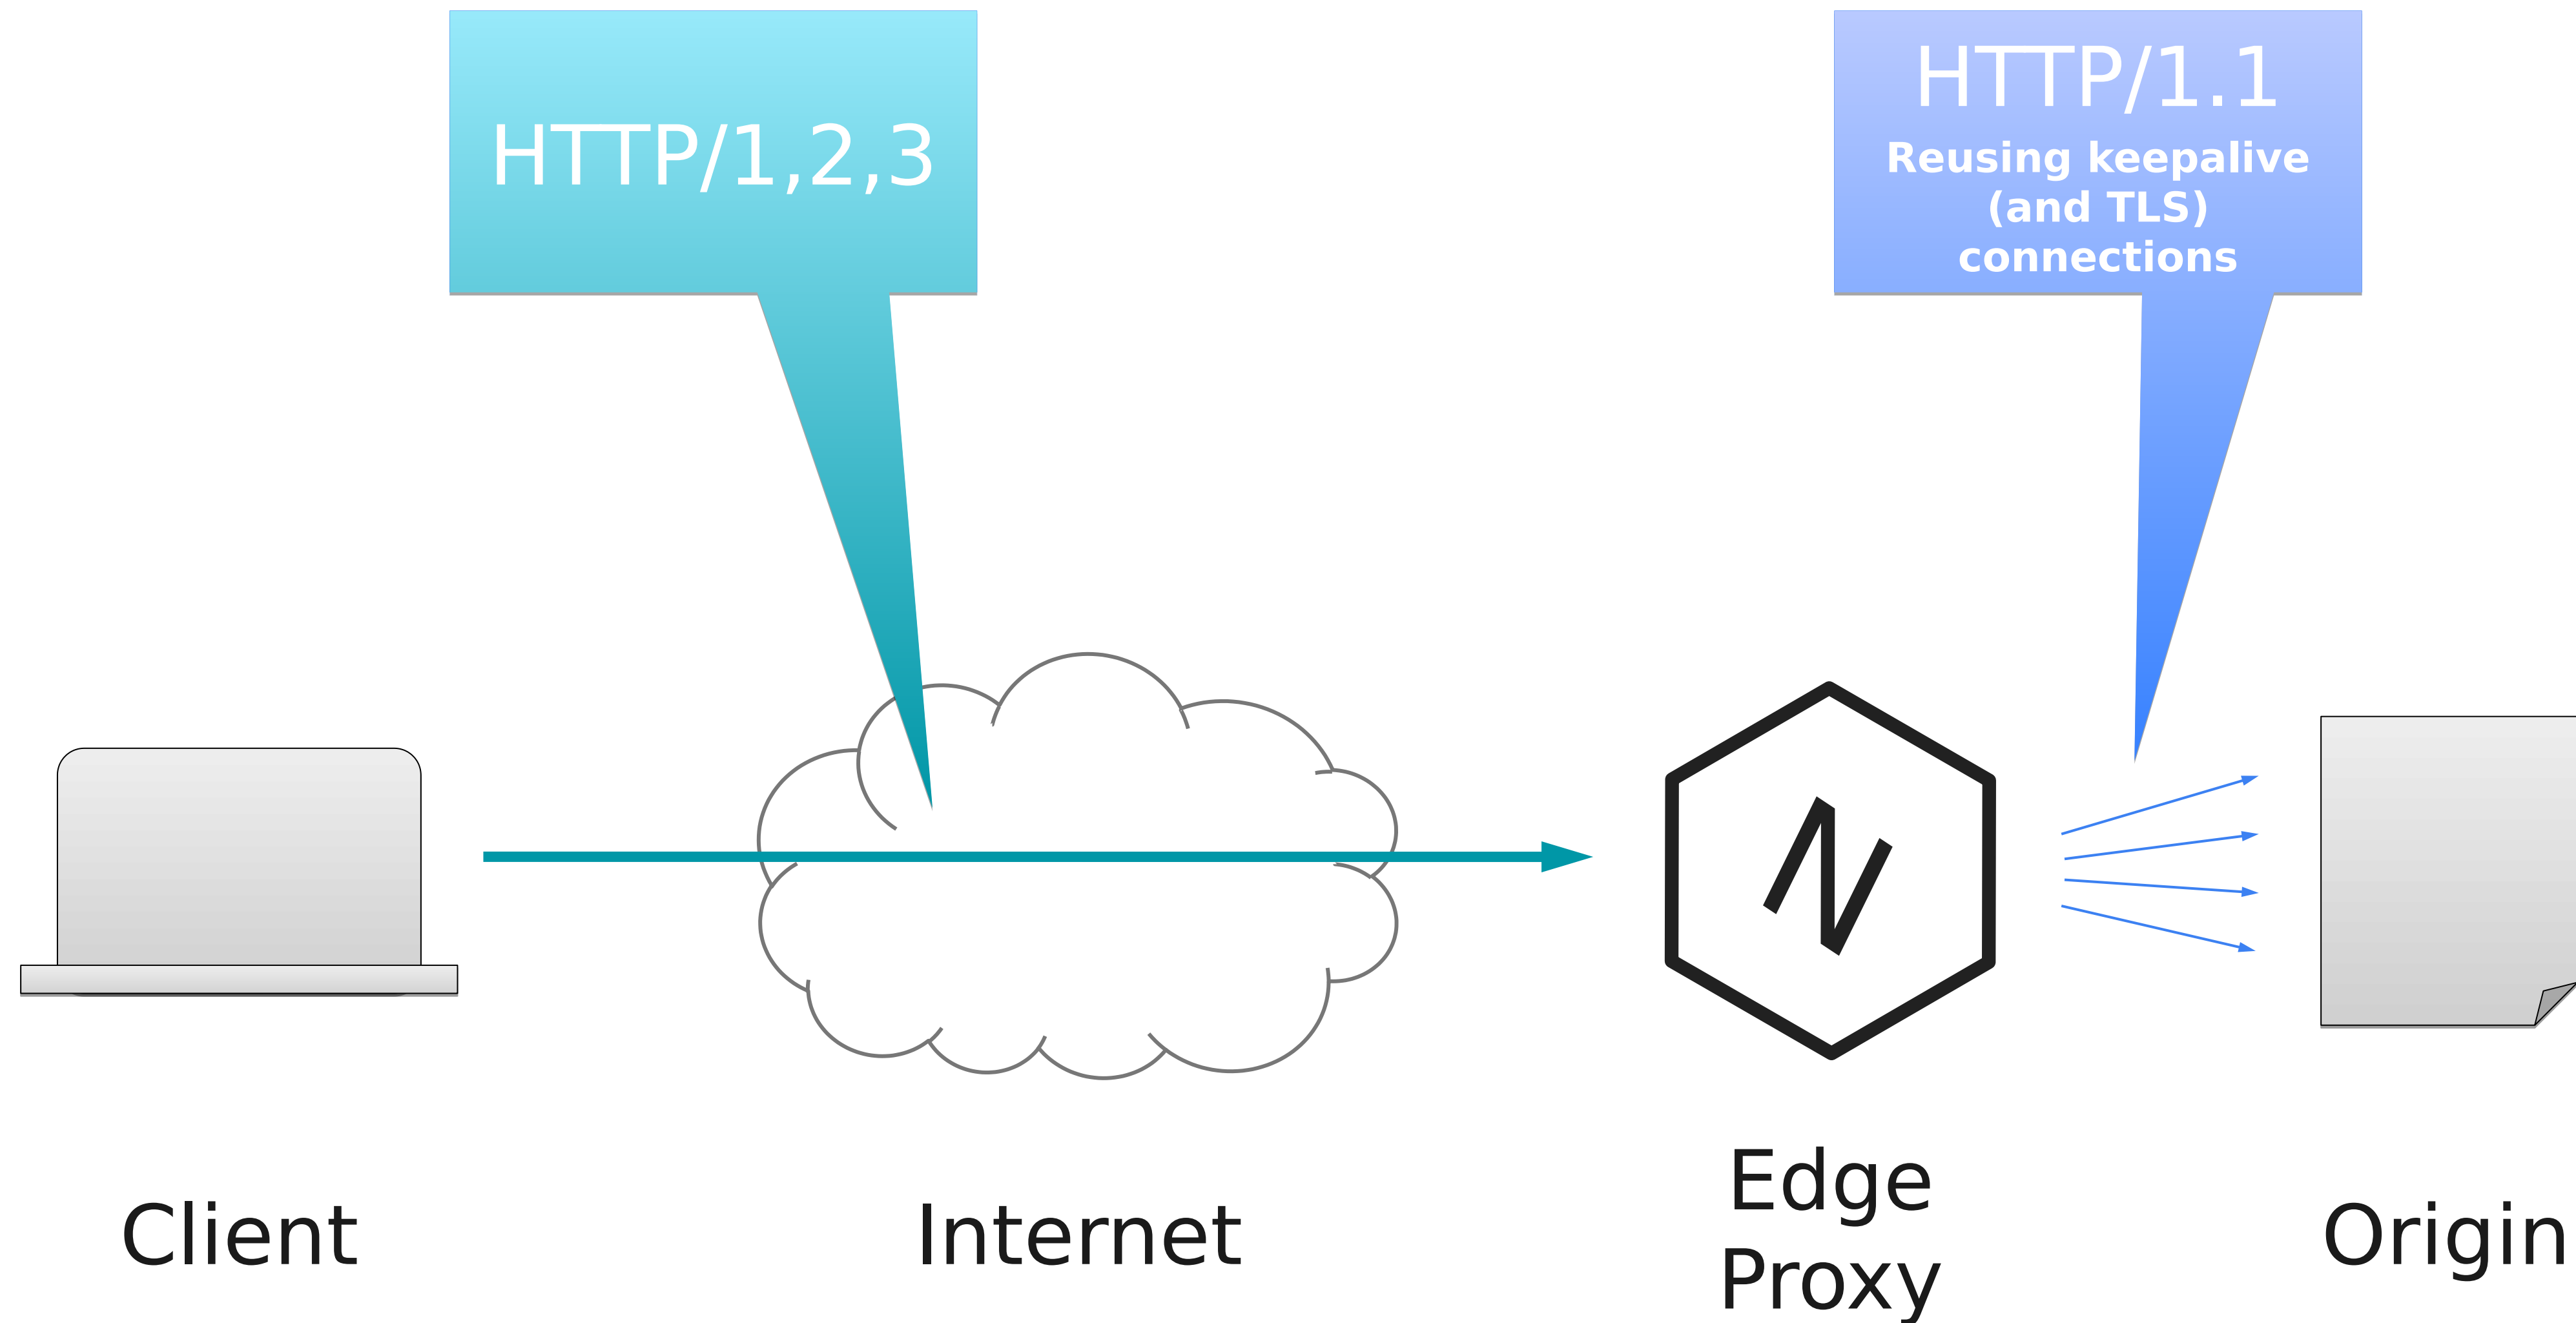 HTTP/1,2,3
HTTP/1.1
Reusing keepalive
(and TLS)
connections
N
Client
Internet
Edge
Proxy
Origin